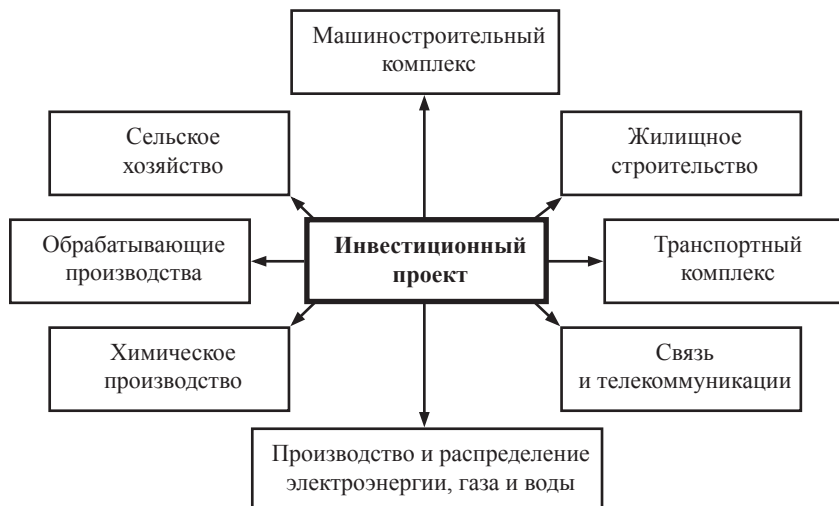 Машиностроительный
комплекс
Сельское
хозяйство
Жилищное
строительство
Обрабатывающие
производства
Инвестиционный
проект
Транспортный
комплекс
Химическое
производство
Связь
и телекоммуникации
Производство и распределение
электроэнергии, газа и воды